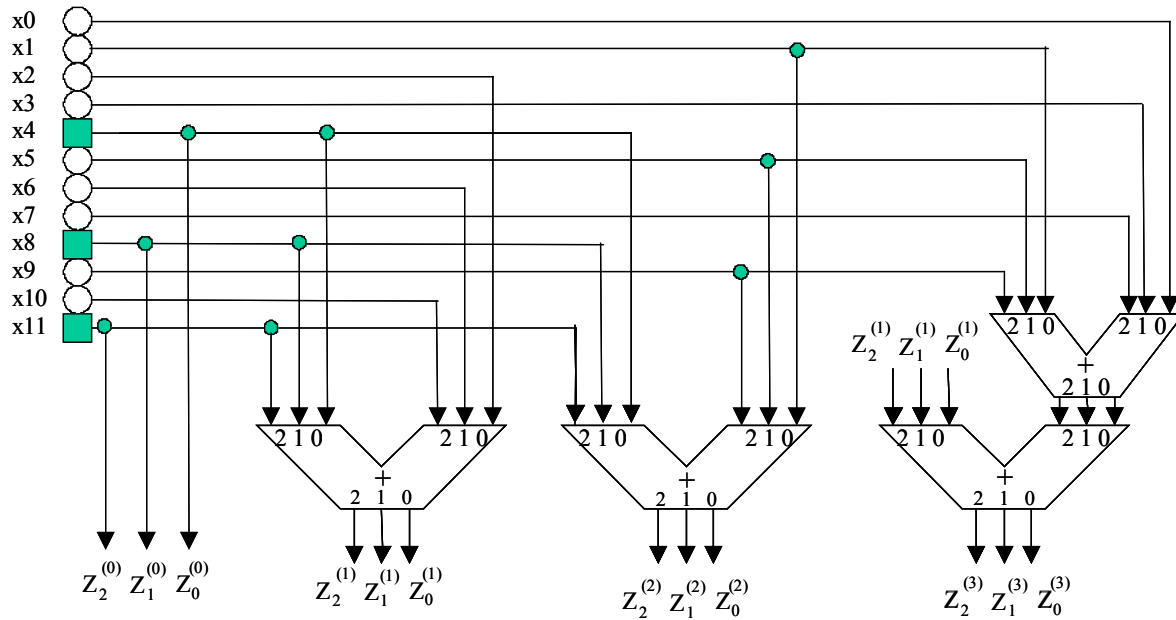 x0
x1
x2
x3
x4
x5
x6
x7
x8
x9
x10
x11
2 1 0
2 1 0
+
2 1 0
Z₂⁽¹⁾ Z₁⁽¹⁾ Z₀⁽¹⁾
2 1 0
2 1 0
+
2 1 0
2 1 0
2 1 0
+
2 1 0
2 1 0
2 1 0
+
2 1 0
Z₂⁽⁰⁾ Z₁⁽⁰⁾ Z₀⁽⁰⁾
Z₂⁽¹⁾ Z₁⁽¹⁾ Z₀⁽¹⁾
Z₂⁽²⁾ Z₁⁽²⁾ Z₀⁽²⁾
Z₂⁽³⁾ Z₁⁽³⁾ Z₀⁽³⁾